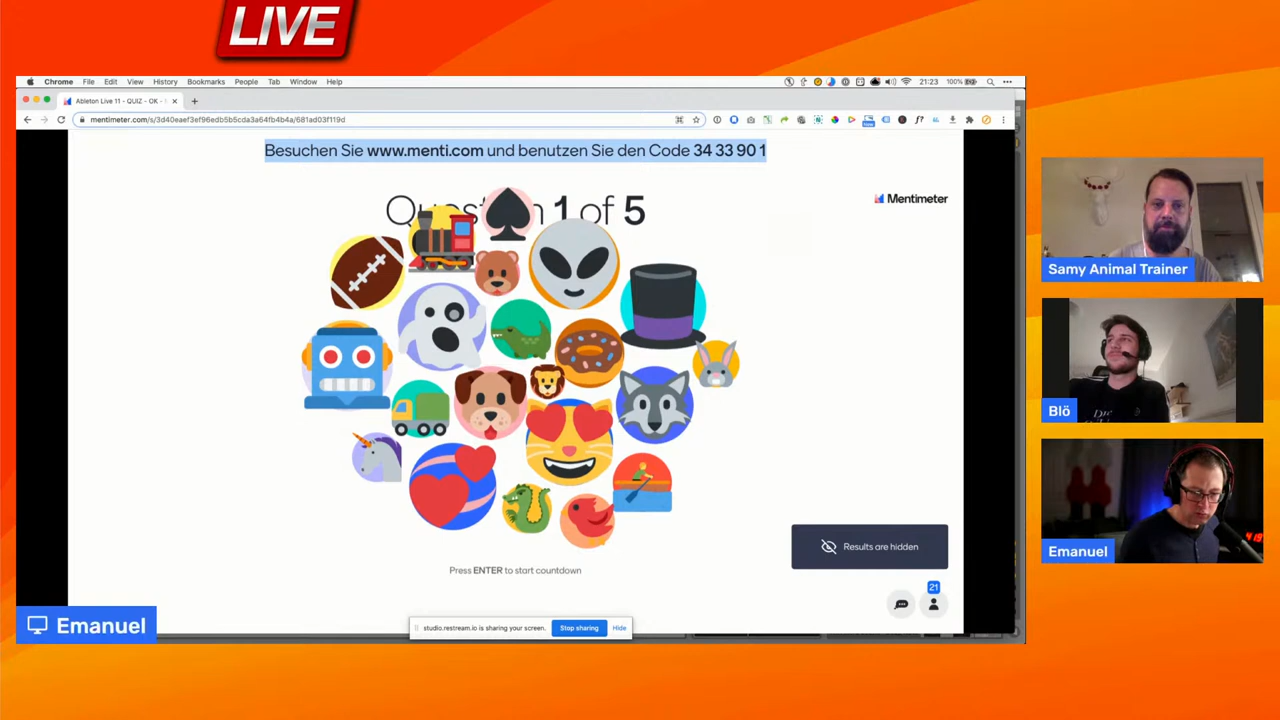 LIVE
Chrome File Edit View History Bookmarks People Tab Window Help
21:23 100%
Ableton Live 11 - QUIZ - OK -
mentimeter.com/s/3d40eaef3ef96edb5b5cda3a64fb4b4a/681ad03f119d
Besuchen Sie www.menti.com und benutzen Sie den Code 34 33 90 1
Mentimeter
1 of 5
Results are hidden
Press ENTER to start countdown
21
studio.restream.io is sharing your screen. Stop sharing Hide
Emanuel
Samy Animal Trainer
Blö
Emanuel